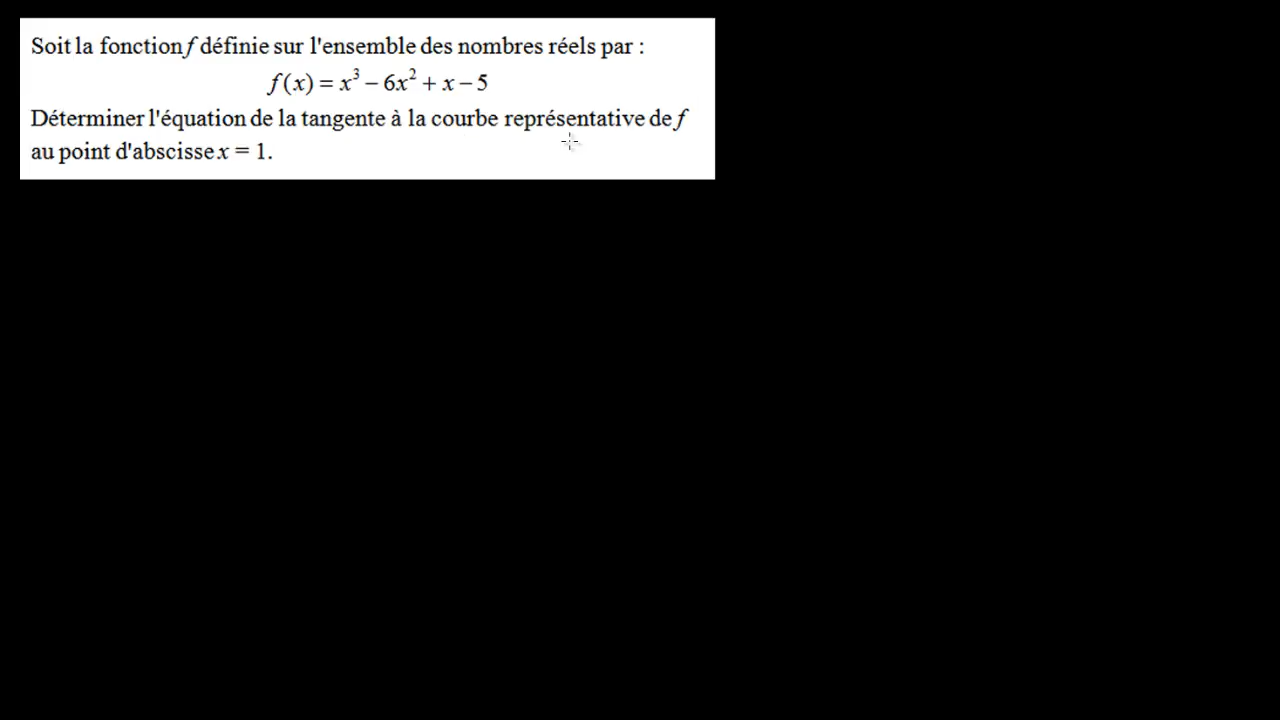 Soit la fonction f définie sur l'ensemble des nombres réels par :
f(x) = x³ − 6x² + x − 5
Déterminer l'équation de la tangente à la courbe représentative de f
au point d'abscisse x = 1.